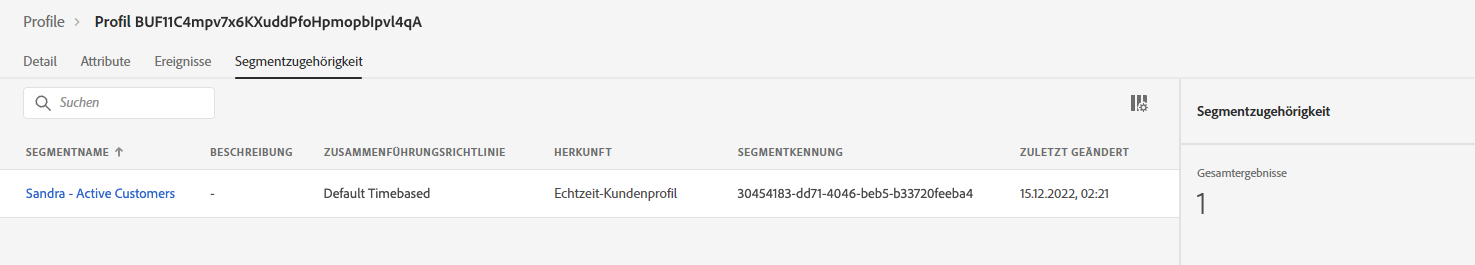 Profile > Profil BUF11C4mpv7x6KXuddPfoHpmopbIpvl4qA
Detail Attribute Ereignisse Segmentzugehörigkeit
Suchen
Segmentzugehörigkeit
SEGMENTNAME ↑ BESCHREIBUNG ZUSAMMENFÜHRUNGSRICHTLINIE HERKUNFT SEGMENTKENNUNG ZULETZT GEÄNDERT
Sandra - Active Customers - Default Timebased Echtzeit-Kundenprofil 30454183-dd71-4046-beb5-b33720feeba4 15.12.2022, 02:21
Gesamtergebnisse
1